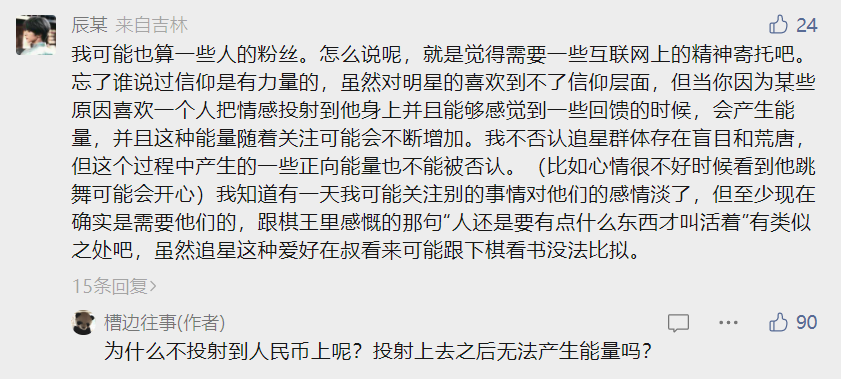 辰某 来自吉林 24
我可能也算一些人的粉丝。怎么说呢，就是觉得需要一些互联网上的精神寄托吧。
忘了谁说过信仰是有力量的，虽然对明星的喜欢到不了信仰层面，但当你因为某些
原因喜欢一个人把情感投射到他身上并且能够感觉到一些回馈的时候，会产生能
量，并且这种能量随着关注可能会不断增加。我不否认追星群体存在盲目和荒唐，
但这个过程中产生的一些正向能量也不能被否认。（比如心情很不好时候看到他跳
舞可能会开心）我知道有一天我可能关注别的事情对他们的感情淡了，但至少现在
确实是需要他们的，跟棋王里感慨的那句“人还是要有点什么东西才叫活着”有类似
之处吧，虽然追星这种爱好在叔看来可能跟下棋看书没法比拟。
15条回复>
槽边往事(作者) 90
为什么不投射到人民币上呢？投射上去之后无法产生能量吗？